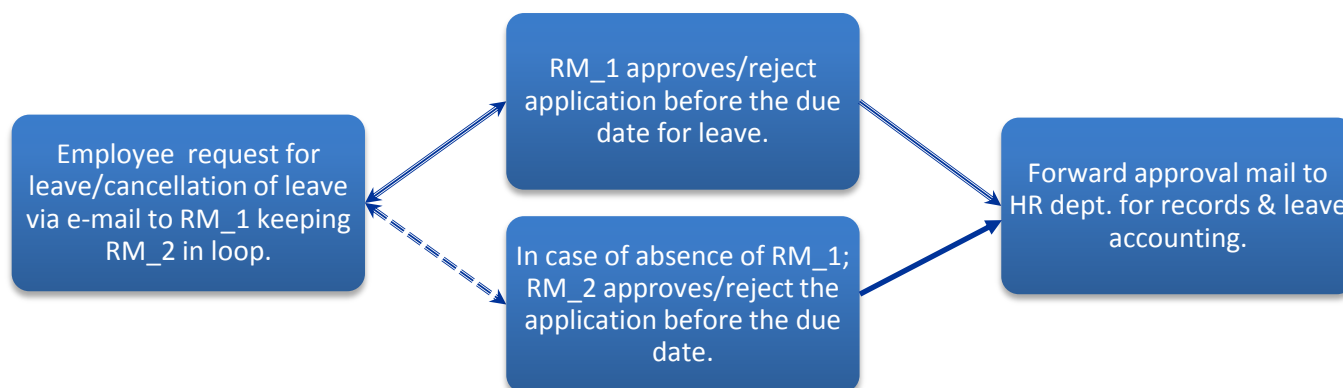 Employee request for
leave/cancellation of leave
via e-mail to RM_1 keeping
RM_2 in loop.
RM_1 approves/reject
application before the due
date for leave.
In case of absence of RM_1;
RM_2 approves/reject the
application before the due
date.
Forward approval mail to
HR dept. for records & leave
accounting.